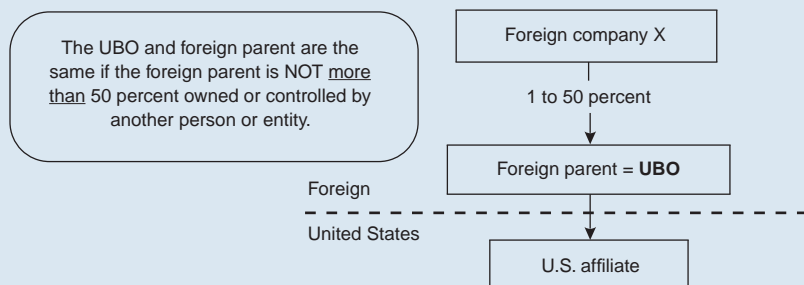 The UBO and foreign parent are the
same if the foreign parent is NOT more
than 50 percent owned or controlled by
another person or entity.
Foreign company X
1 to 50 percent
Foreign parent = UBO
Foreign
United States
U.S. affiliate